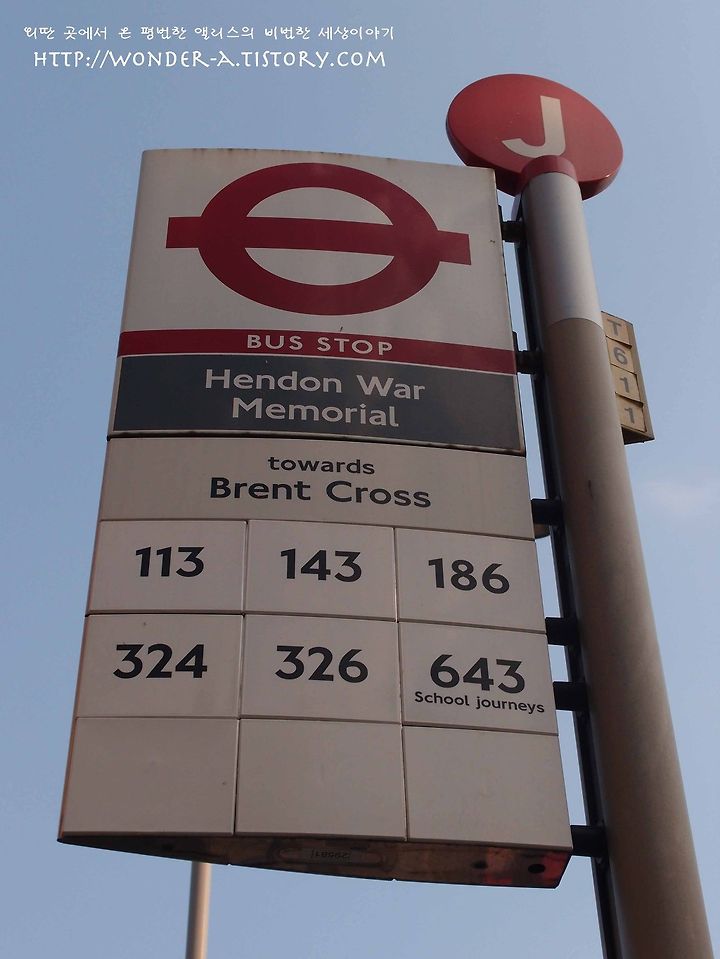 외딴 곳에서 온 평범한 앨리스의 비범한 세상이야기
HTTP://WONDER-A.TISTORY.COM
J
BUS STOP
Hendon War
Memorial
towards
Brent Cross
113 143 186
324 326 643
School journeys
T
6
1
1